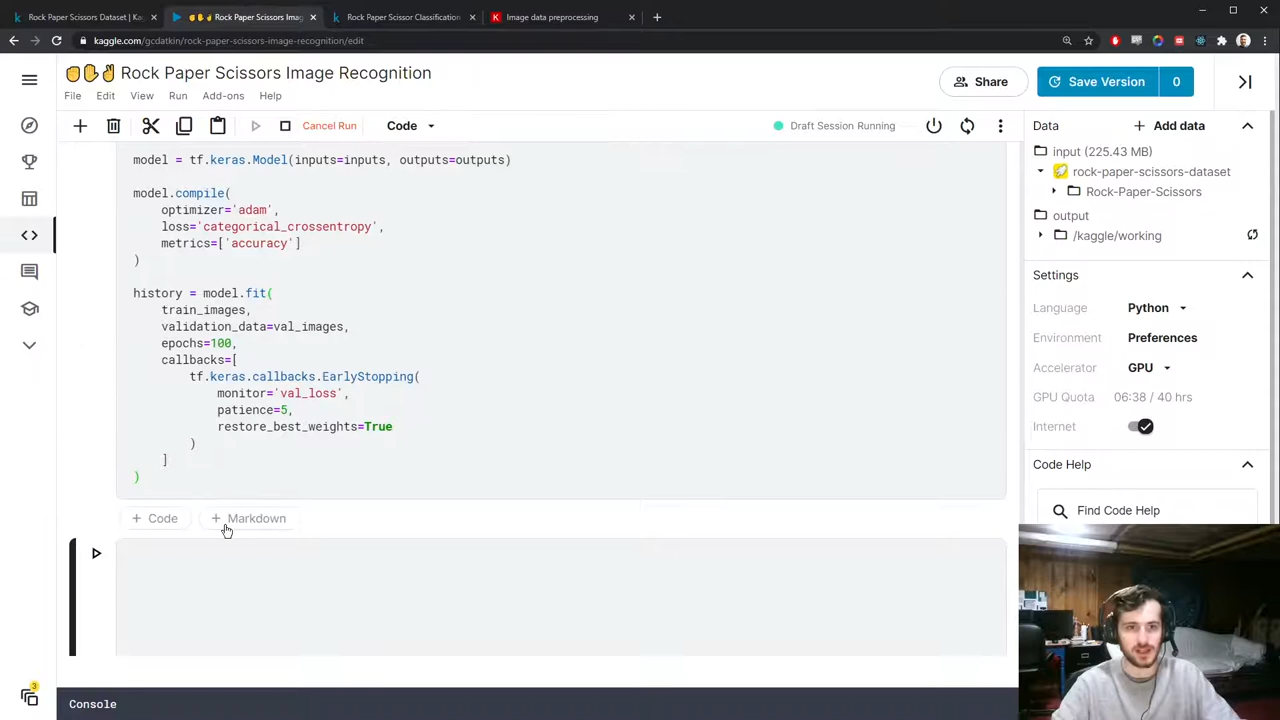 Rock Paper Scissors Dataset | Ka
Rock Paper Scissors Imag
Rock Paper Scissor Classification
Image data preprocessing
kaggle.com/gcdatkin/rock-paper-scissors-image-recognition/edit
✊✋✌ Rock Paper Scissors Image Recognition
Share
Save Version
0
File Edit View Run Add-ons Help
Cancel Run
Code
Draft Session Running
model = tf.keras.Model(inputs=inputs, outputs=outputs)
model.compile(
optimizer='adam',
loss='categorical_crossentropy',
metrics=['accuracy']
)
history = model.fit(
train_images,
validation_data=val_images,
epochs=100,
callbacks=[
tf.keras.callbacks.EarlyStopping(
monitor='val_loss',
patience=5,
restore_best_weights=True
)
]
)
+ Code + Markdown
Console
Data
+ Add data
input (225.43 MB)
rock-paper-scissors-dataset
Rock-Paper-Scissors
output
/kaggle/working
Settings
Language Python
Environment Preferences
Accelerator GPU
GPU Quota 06:38 / 40 hrs
Internet
Code Help
Find Code Help
3